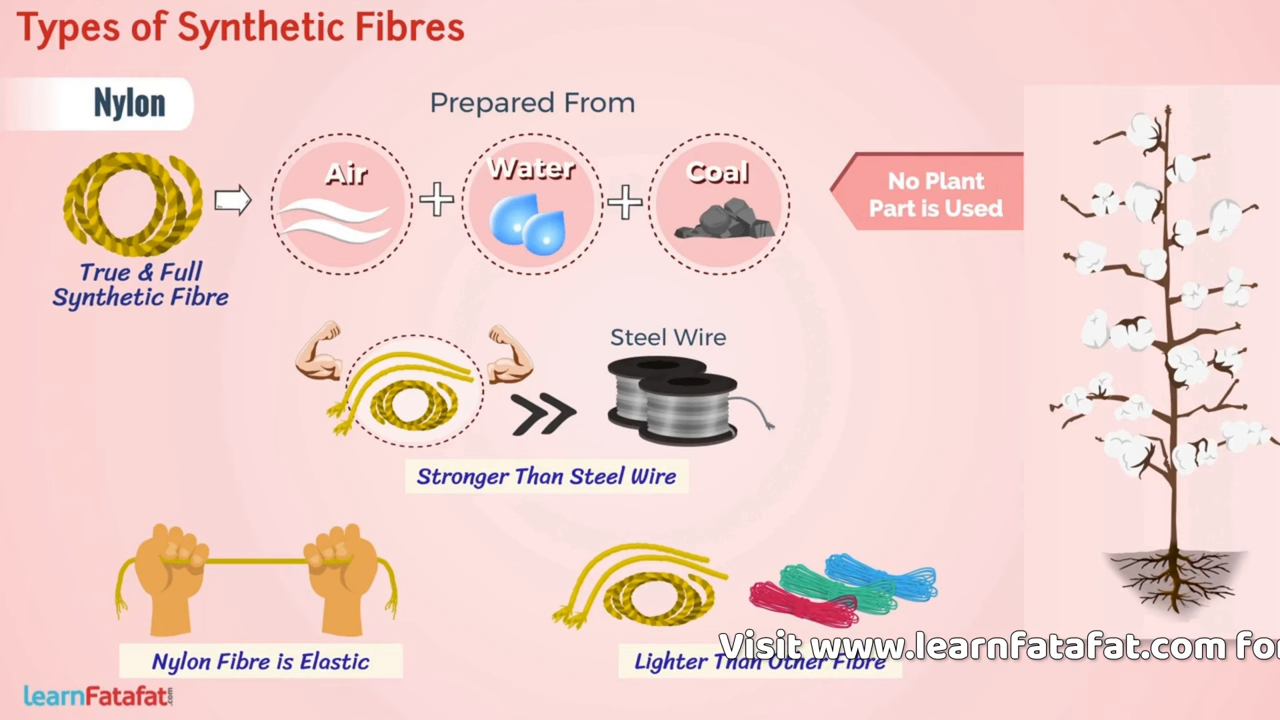 Types of Synthetic Fibres
Nylon
Prepared From
Air
Water
Coal
No Plant
Part is Used
True & Full
Synthetic Fibre
Steel Wire
Stronger Than Steel Wire
Nylon Fibre is Elastic
Lighter Than Other Fibre
Visit www.learnfatafat.com fo
learnFatafat.com